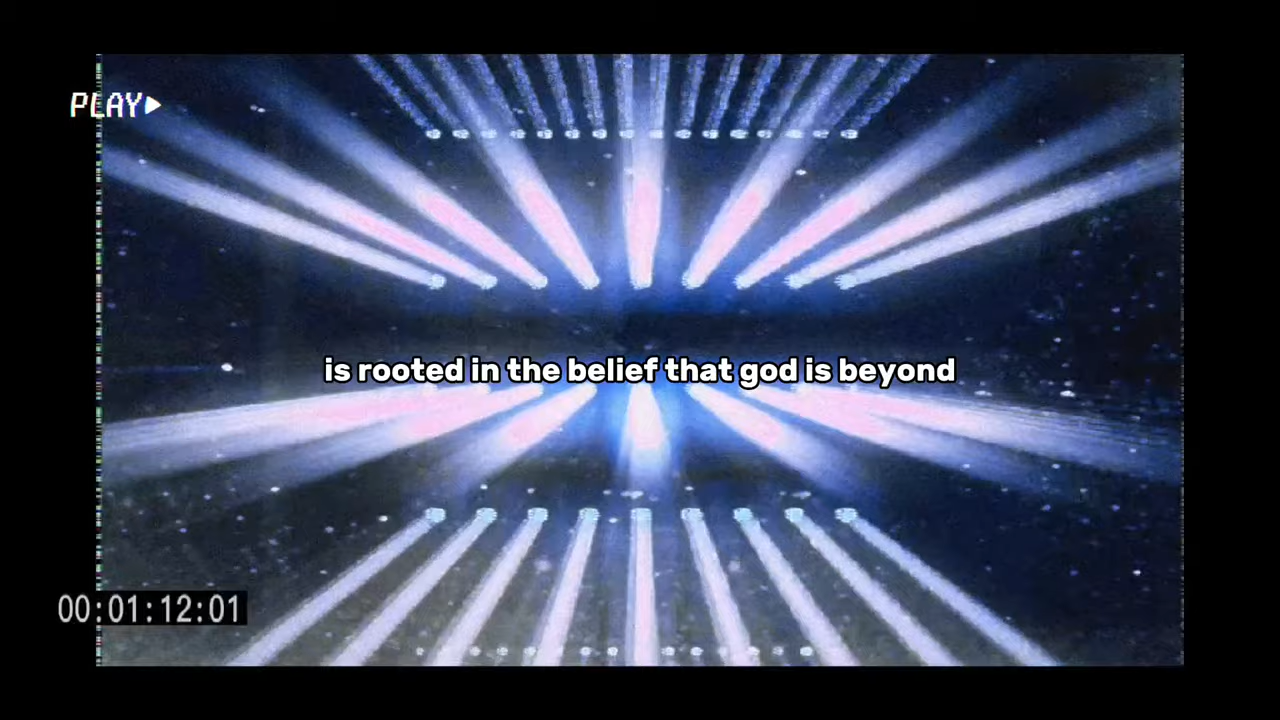 PLAY▶
is rooted in the belief that god is beyond
00:01:12:01